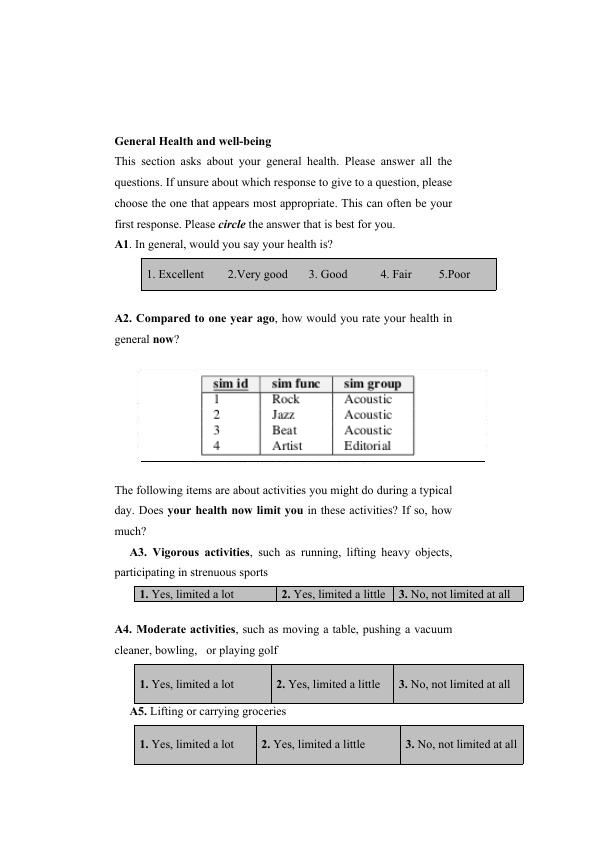 General Health and well-being
This section asks about your general health. Please answer all the
questions. If unsure about which response to give to a question, please
choose the one that appears most appropriate. This can often be your
first response. Please circle the answer that is best for you.
A1. In general, would you say your health is?
1. Excellent 2.Very good 3. Good 4. Fair 5.Poor
A2. Compared to one year ago, how would you rate your health in
general now?
sim id sim func sim group
1 Rock Acoustic
2 Jazz Acoustic
3 Beat Acoustic
4 Artist Editorial
The following items are about activities you might do during a typical
day. Does your health now limit you in these activities? If so, how
much?
A3. Vigorous activities, such as running, lifting heavy objects,
participating in strenuous sports
1. Yes, limited a lot 2. Yes, limited a little 3. No, not limited at all
A4. Moderate activities, such as moving a table, pushing a vacuum
cleaner, bowling, or playing golf
1. Yes, limited a lot 2. Yes, limited a little 3. No, not limited at all
A5. Lifting or carrying groceries
1. Yes, limited a lot 2. Yes, limited a little 3. No, not limited at all